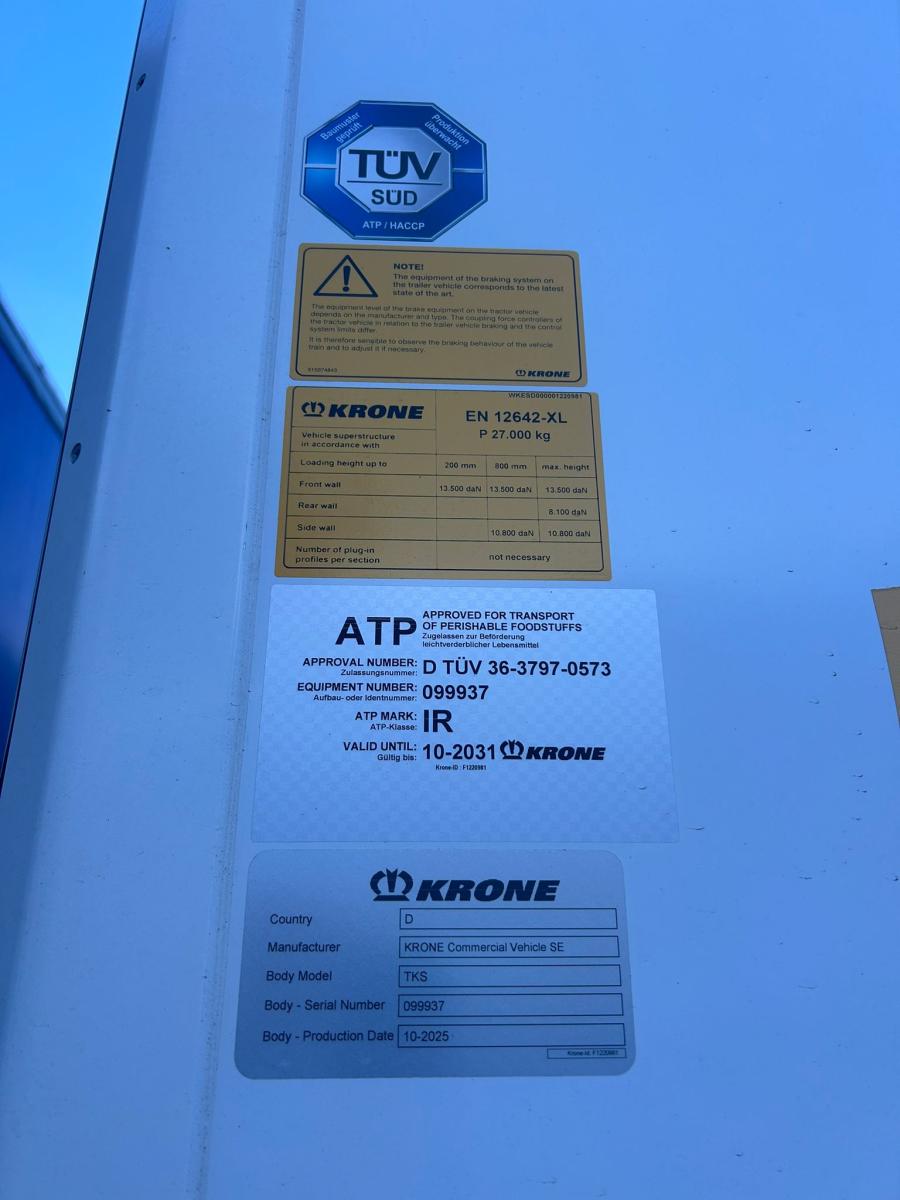 Baumuster geprüft
Produktion überwacht
TÜV
SÜD
ATP / HACCP
NOTE!
The equipment of the braking system on
the trailer vehicle corresponds to the latest
state of the art.
The equipment level of the brake equipment on the tractor vehicle
depends on the manufacturer and type. The coupling force controllers of
the tractor vehicle in relation to the trailer vehicle braking and the control
system limits differ.
It is therefore sensible to observe the braking behaviour of the vehicle
train and to adjust it if necessary.
KRONE
WKESD000001220981
KRONE
EN 12642-XL
P 27.000 kg
Vehicle superstructure
in accordance with
Loading height up to 200 mm 800 mm max. height
Front wall 13.500 daN 13.500 daN 13.500 daN
Rear wall 8.100 daN
Side wall 10.800 daN 10.800 daN
Number of plug-in
profiles per section
not necessary
ATP
APPROVED FOR TRANSPORT
OF PERISHABLE FOODSTUFFS
Zugelassen zur Beförderung
leichtverderblicher Lebensmittel
APPROVAL NUMBER: D TÜV 36-3797-0573
Zulassungsnummer:
EQUIPMENT NUMBER: 099937
Aufbau- oder Identnummer:
ATP MARK: IR
ATP-Klasse:
VALID UNTIL: 10-2031 KRONE
Gültig bis:
Krone-ID : F1220981
KRONE
Country D
Manufacturer KRONE Commercial Vehicle SE
Body Model TKS
Body - Serial Number 099937
Body - Production Date 10-2025
Krone-Id. F1220981